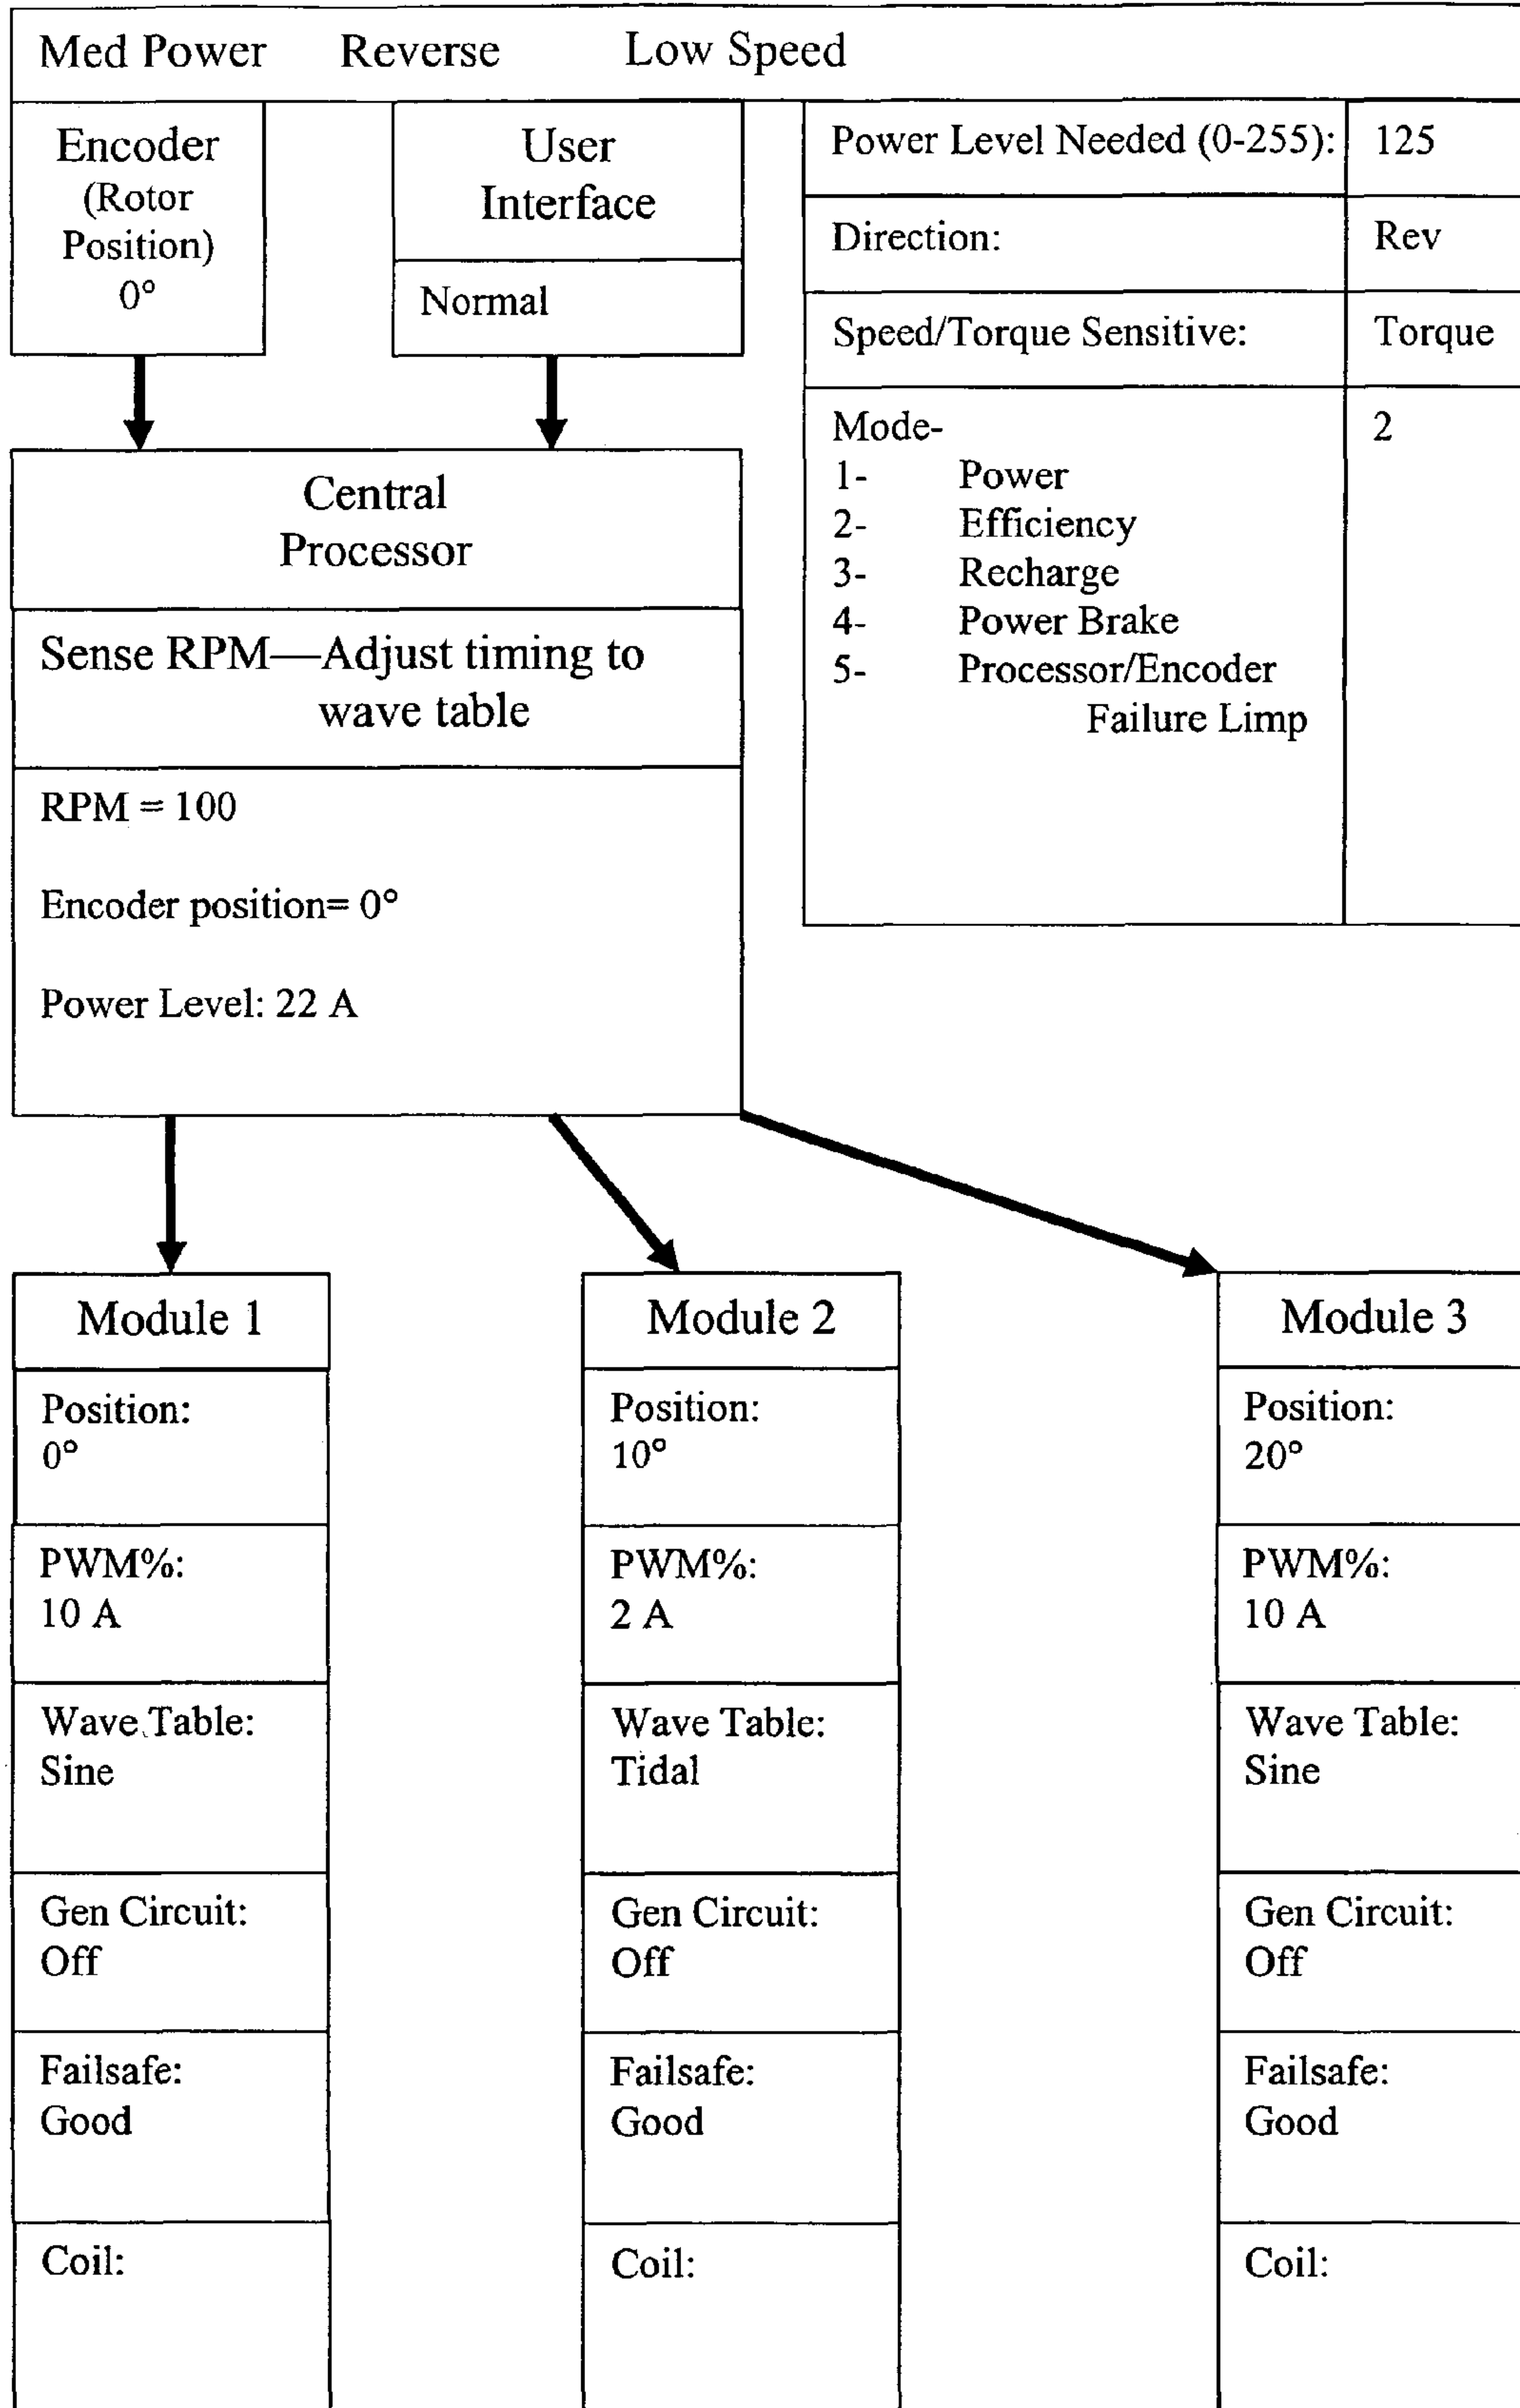 Med Power Reverse Low Speed
Encoder
(Rotor
Position)
0°
User
Interface
Normal
Power Level Needed (0-255): 125
Direction: Rev
Speed/Torque Sensitive: Torque
Mode- 2
1- Power
2- Efficiency
3- Recharge
4- Power Brake
5- Processor/Encoder
Failure Limp
Central
Processor
Sense RPM—Adjust timing to
wave table
RPM = 100
Encoder position= 0°
Power Level: 22 A
Module 1
Position:
0°
PWM%:
10 A
Wave Table:
Sine
Gen Circuit:
Off
Failsafe:
Good
Coil:
Module 2
Position:
10°
PWM%:
2 A
Wave Table:
Tidal
Gen Circuit:
Off
Failsafe:
Good
Coil:
Module 3
Position:
20°
PWM%:
10 A
Wave Table:
Sine
Gen Circuit:
Off
Failsafe:
Good
Coil: